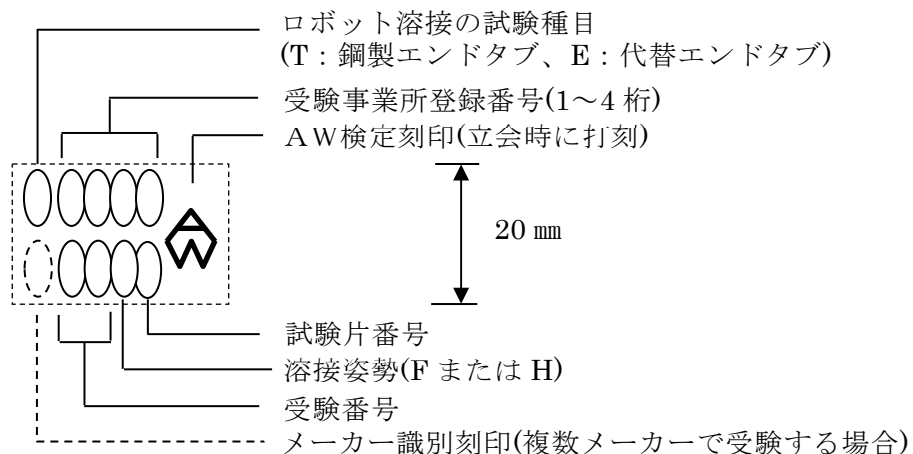 ロボット溶接の試験種目
(T：鋼製エンドタブ、E：代替エンドタブ)
受験事業所登録番号(1～4 桁)
ＡＷ検定刻印(立会時に打刻)
AW
20 ㎜
試験片番号
溶接姿勢(F または H)
受験番号
メーカー識別刻印(複数メーカーで受験する場合)